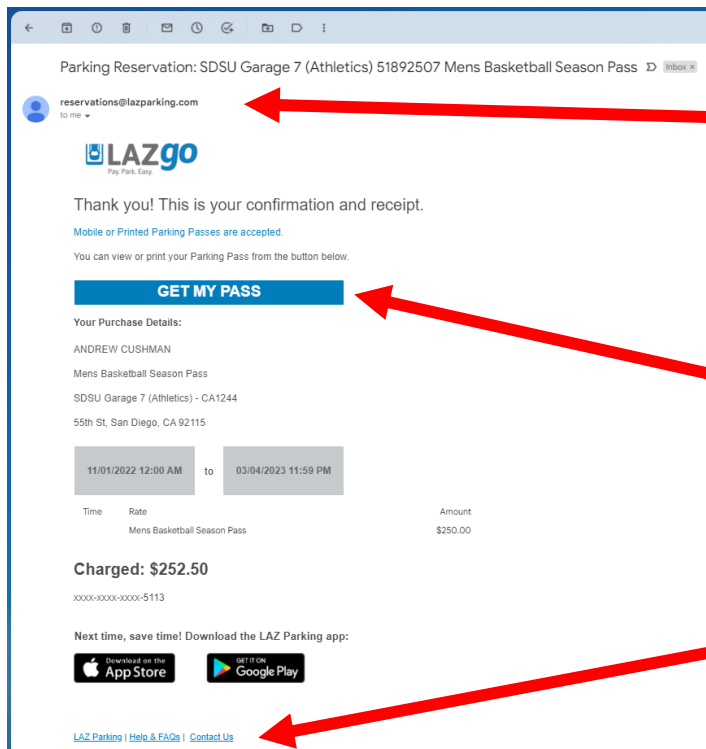 Parking Reservation: SDSU Garage 7 (Athletics) 51892507 Mens Basketball Season Pass Inbox ×
reservations@lazparking.com
to me
LAZgo
Pay. Park. Easy.
Thank you! This is your confirmation and receipt.
Mobile or Printed Parking Passes are accepted.
You can view or print your Parking Pass from the button below.
GET MY PASS
Your Purchase Details:
ANDREW CUSHMAN
Mens Basketball Season Pass
SDSU Garage 7 (Athletics) - CA1244
55th St, San Diego, CA 92115
11/01/2022 12:00 AM to 03/04/2023 11:59 PM
Time Rate Amount
Mens Basketball Season Pass $250.00
Charged: $252.50
xxxx-xxxx-xxxx-5113
Next time, save time! Download the LAZ Parking app:
Download on the App Store GET IT ON Google Play
LAZ Parking | Help & FAQs | Contact Us